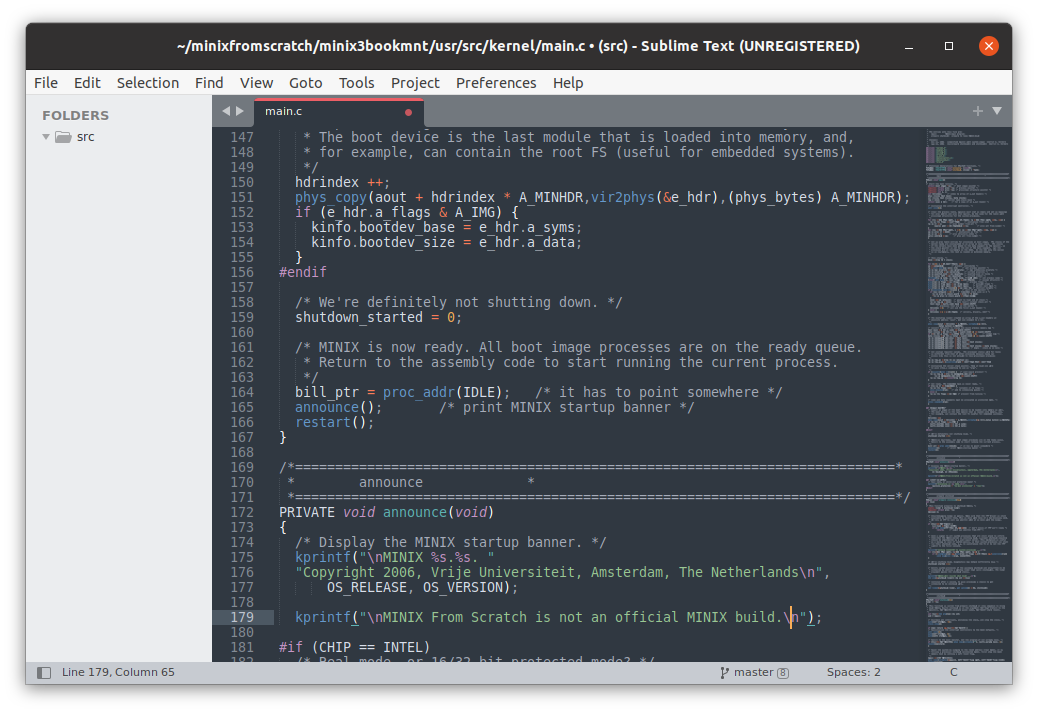 ~/minixfromscratch/minix3bookmnt/usr/src/kernel/main.c • (src) - Sublime Text (UNREGISTERED)
File Edit Selection Find View Goto Tools Project Preferences Help
FOLDERS
src
main.c
147 * The boot device is the last module that is loaded into memory, and,
148 * for example, can contain the root FS (useful for embedded systems).
149 */
150 hdrindex ++;
151 phys_copy(aout + hdrindex * A_MINHDR,vir2phys(&e_hdr),(phys_bytes) A_MINHDR);
152 if (e_hdr.a_flags & A_IMG) {
153 kinfo.bootdev_base = e_hdr.a_syms;
154 kinfo.bootdev_size = e_hdr.a_data;
155 }
156 #endif
157
158 /* We're definitely not shutting down. */
159 shutdown_started = 0;
160
161 /* MINIX is now ready. All boot image processes are on the ready queue.
162 * Return to the assembly code to start running the current process.
163 */
164 bill_ptr = proc_addr(IDLE); /* it has to point somewhere */
165 announce(); /* print MINIX startup banner */
166 restart();
167 }
168
169 /*===========================================================================*
170 * announce *
171 *===========================================================================*/
172 PRIVATE void announce(void)
173 {
174 /* Display the MINIX startup banner. */
175 kprintf("\nMINIX %s.%s. "
176 "Copyright 2006, Vrije Universiteit, Amsterdam, The Netherlands\n",
177 OS_RELEASE, OS_VERSION);
178
179 kprintf("\nMINIX From Scratch is not an official MINIX build.\n");
180
181 #if (CHIP == INTEL)
182 /* Real mode, or 16/32-bit protected mode? */
Line 179, Column 65
master 8
Spaces: 2
C